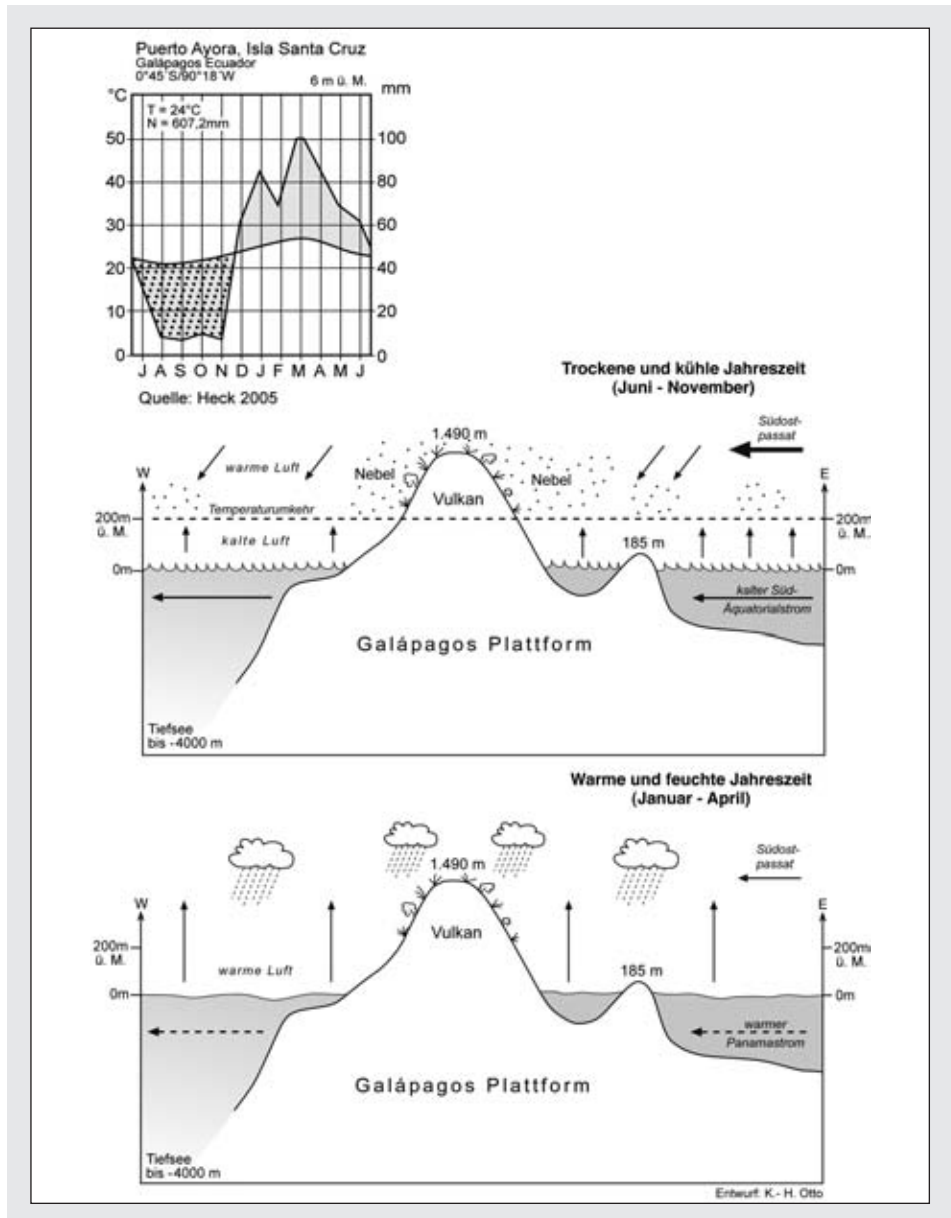 Puerto Ayora, Isla Santa Cruz
Galápagos Ecuador
0°45´S/90°18´W
6 m ü. M.
°C
mm
T = 24°C
N = 607,2mm
50
100
40
80
30
60
20
40
10
20
0
0
J A S O N D J F M A M J
Quelle: Heck 2005
Trockene und kühle Jahreszeit
(Juni - November)
Südost-
passat
1.490 m
warme Luft
Nebel
Nebel
W
E
Vulkan
Temperaturumkehr
200m
ü. M.
200m
ü. M.
kalte Luft
185 m
0m
0m
kalter Süd-
Äquatorialstrom
Galápagos Plattform
Tiefsee
bis -4000 m
Warme und feuchte Jahreszeit
(Januar - April)
Südost-
passat
1.490 m
W
E
Vulkan
200m
ü. M.
200m
ü. M.
warme Luft
185 m
0m
0m
warmer
Panamastrom
Galápagos Plattform
Tiefsee
bis -4000 m
Entwurf: K.- H. Otto